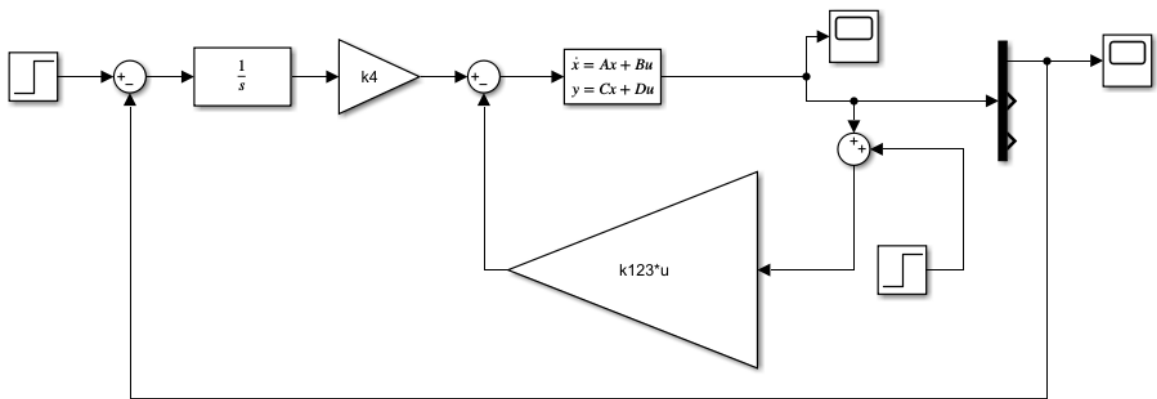 +
−
1
s
k4
+
−
ẋ = Ax + Bu
y = Cx + Du
+
+
k123*u